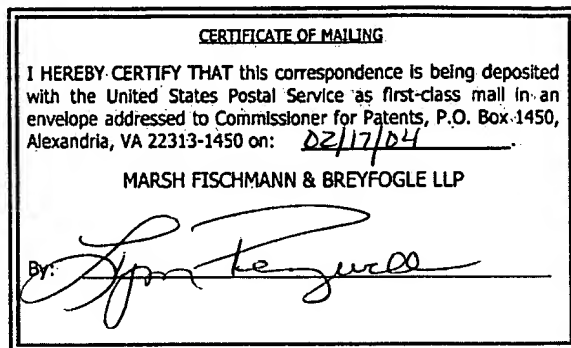 CERTIFICATE OF MAILING
I HEREBY CERTIFY THAT this correspondence is being deposited
with the United States Postal Service as first-class mail in an
envelope addressed to Commissioner for Patents, P.O. Box 1450,
Alexandria, VA 22313-1450 on: 02/17/04.
MARSH FISCHMANN & BREYFOGLE LLP
By: